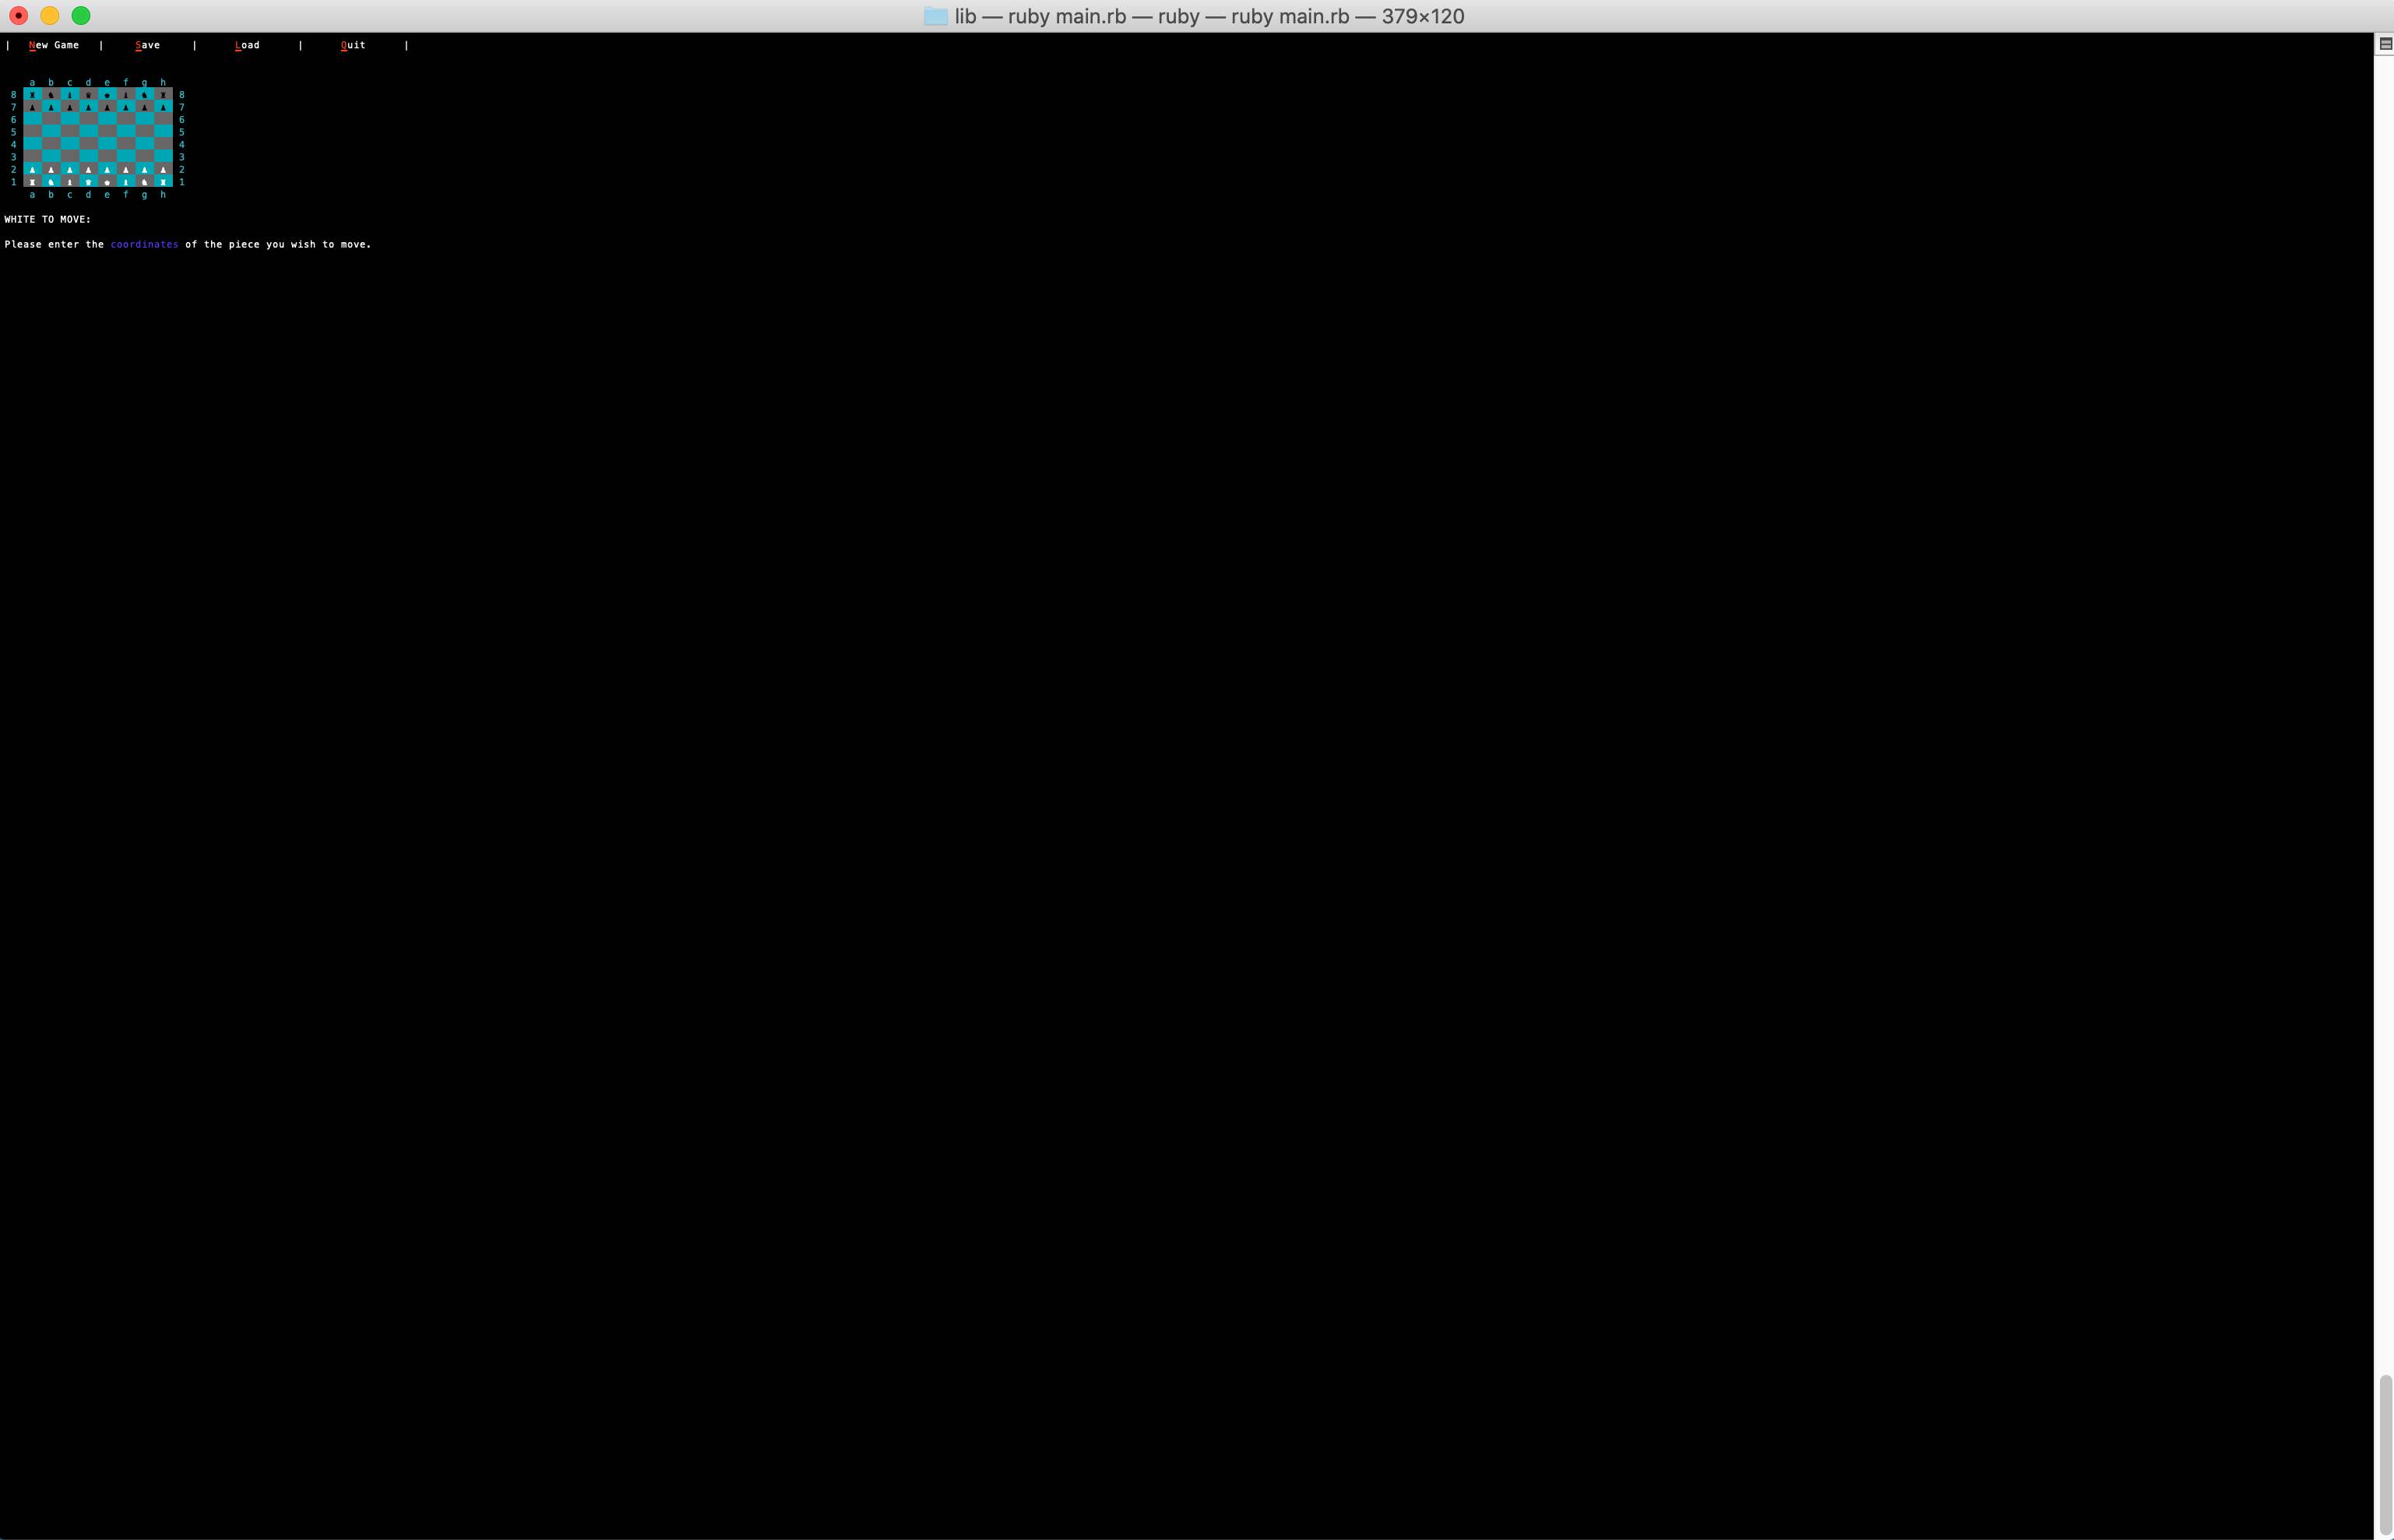 lib — ruby main.rb — ruby — ruby main.rb — 379×120
| New Game | Save | Load | Quit |
a b c d e f g h
8 ♜ ♞ ♝ ♛ ♚ ♝ ♞ ♜ 8
7 ♟ ♟ ♟ ♟ ♟ ♟ ♟ ♟ 7
6 6
5 5
4 4
3 3
2 ♟ ♟ ♟ ♟ ♟ ♟ ♟ ♟ 2
1 ♜ ♞ ♝ ♛ ♚ ♝ ♞ ♜ 1
a b c d e f g h
WHITE TO MOVE:
Please enter the coordinates of the piece you wish to move.